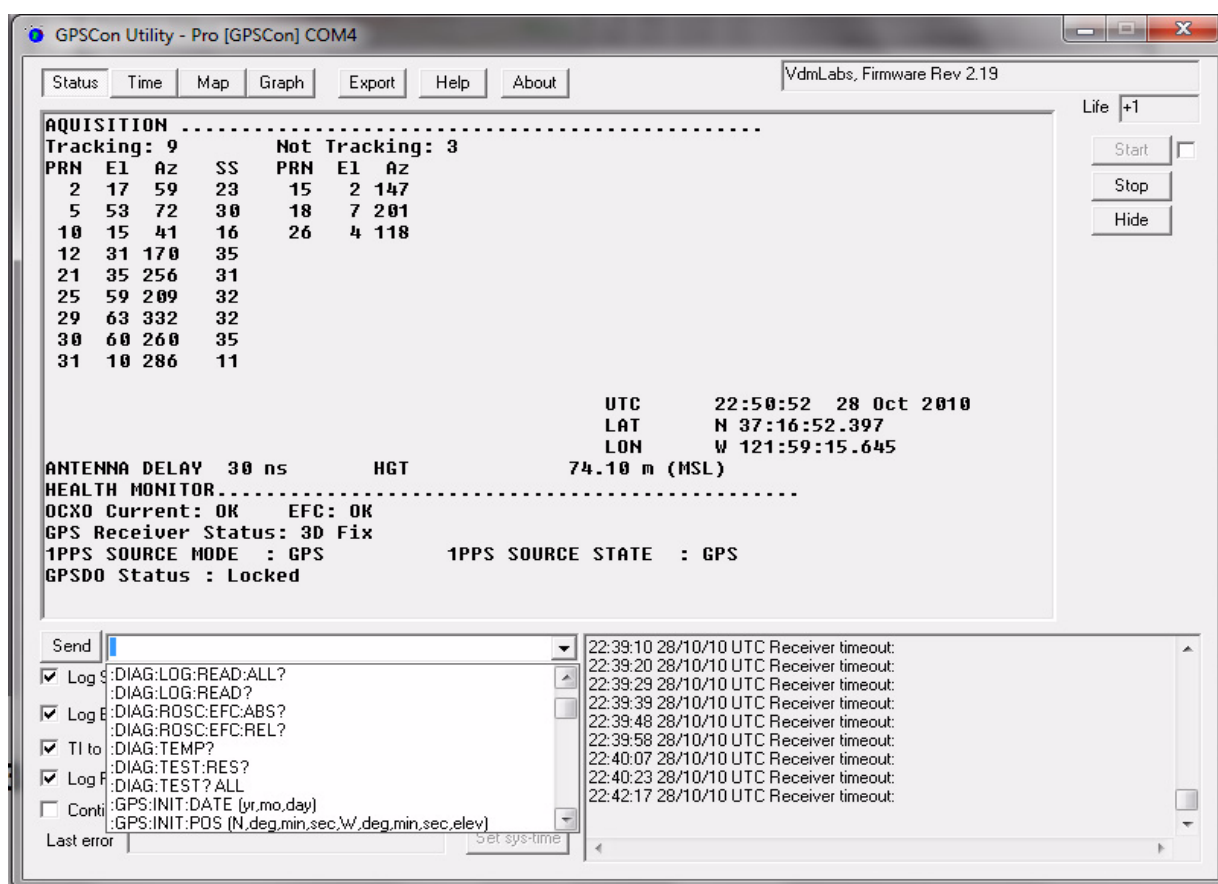 GPSCon Utility - Pro [GPSCon] COM4
Status Time Map Graph Export Help About
VdmLabs, Firmware Rev 2.19
Life +1
Start
Stop
Hide
AQUISITION ................................................
Tracking: 9 Not Tracking: 3
PRN El Az SS PRN El Az
2 17 59 23 15 2 147
5 53 72 30 18 7 201
10 15 41 16 26 4 118
12 31 170 35
21 35 256 31
25 59 209 32
29 63 332 32
30 60 260 35
31 10 286 11
UTC 22:50:52 28 Oct 2010
LAT N 37:16:52.397
LON W 121:59:15.645
ANTENNA DELAY 30 ns HGT 74.10 m (MSL)
HEALTH MONITOR................................................
OCXO Current: OK EFC: OK
GPS Receiver Status: 3D Fix
1PPS SOURCE MODE : GPS 1PPS SOURCE STATE : GPS
GPSDO Status : Locked
Send
Log
Log
TI to
Log
Conti
:DIAG:LOG:READ:ALL?
:DIAG:LOG:READ?
:DIAG:ROSC:EFC:ABS?
:DIAG:ROSC:EFC:REL?
:DIAG:TEMP?
:DIAG:TEST:RES?
:DIAG:TEST? ALL
:GPS:INIT:DATE (yr,mo,day)
:GPS:INIT:POS (N,deg,min,sec,W,deg,min,sec,elev)
Last error
Set sys-time
22:39:10 28/10/10 UTC Receiver timeout:
22:39:20 28/10/10 UTC Receiver timeout:
22:39:29 28/10/10 UTC Receiver timeout:
22:39:39 28/10/10 UTC Receiver timeout:
22:39:48 28/10/10 UTC Receiver timeout:
22:39:58 28/10/10 UTC Receiver timeout:
22:40:07 28/10/10 UTC Receiver timeout:
22:40:23 28/10/10 UTC Receiver timeout:
22:42:17 28/10/10 UTC Receiver timeout: